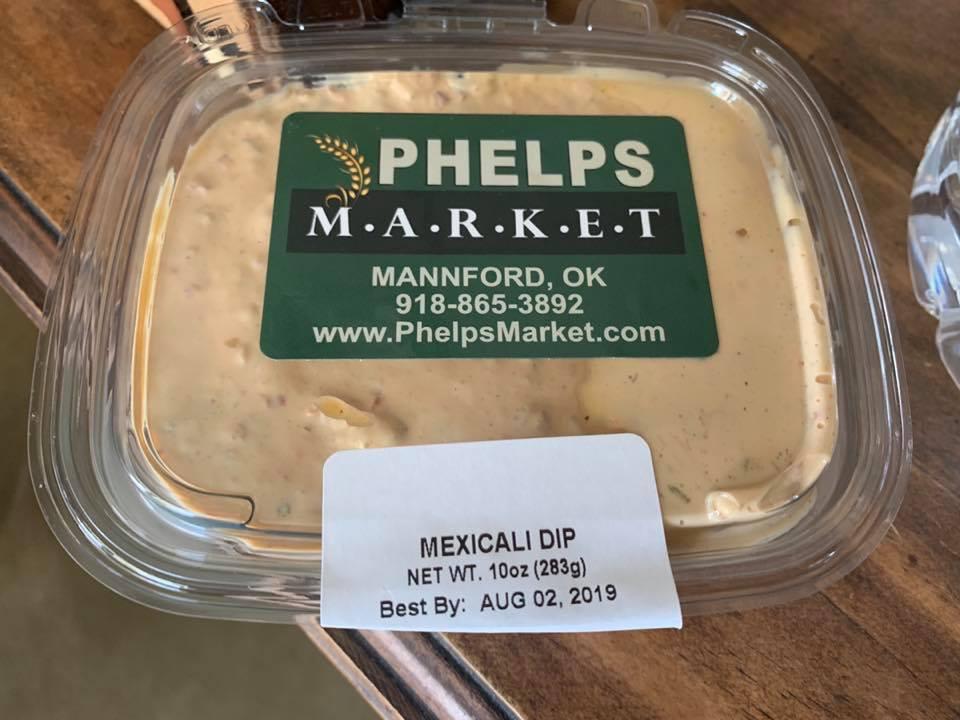 PHELPS
M.A.R.K.E.T
MANNFORD, OK
918-865-3892
www.PhelpsMarket.com
MEXICALI DIP
NET WT. 10oz (283g)
Best By: AUG 02, 2019